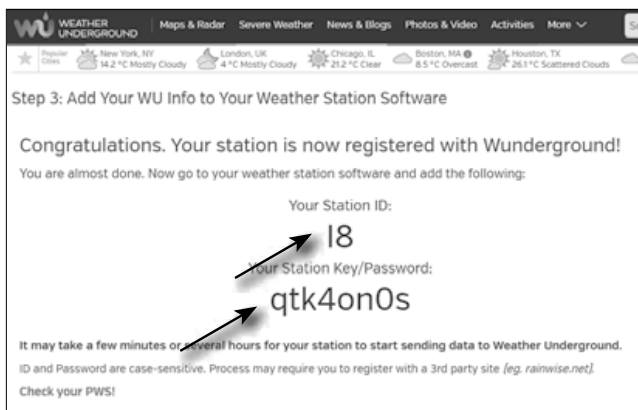 WEATHER
UNDERGROUND
Maps & Radar Severe Weather News & Blogs Photos & Video Activities More
Popular
Cities
New York, NY
14.2 °C Mostly Cloudy
London, UK
4 °C Mostly Cloudy
Chicago, IL
21.2 °C Clear
Boston, MA
8.5 °C Overcast
Houston, TX
26.1 °C Scattered Clouds
Step 3: Add Your WU Info to Your Weather Station Software
Congratulations. Your station is now registered with Wunderground!
You are almost done. Now go to your weather station software and add the following:
Your Station ID:
I8
Your Station Key/Password:
qtk4on0s
It may take a few minutes or several hours for your station to start sending data to Weather Underground.
ID and Password are case-sensitive. Process may require you to register with a 3rd party site (eg. rainwise.net).
Check your PWS!